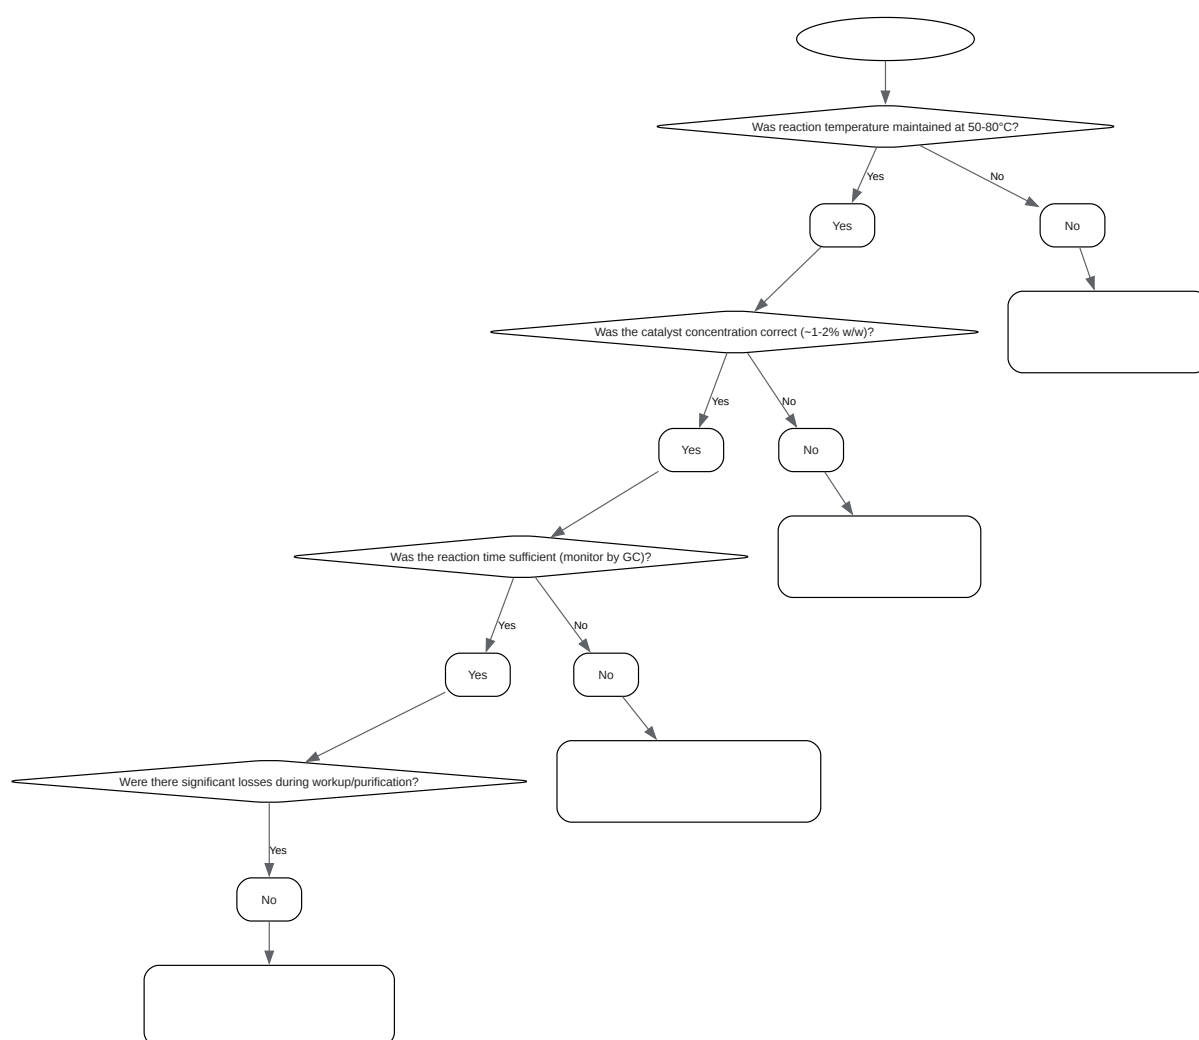 Was reaction temperature maintained at 50-80°C?
Yes
No
Yes
No
Was the catalyst concentration correct (~1-2% w/w)?
Yes
No
Yes
No
Was the reaction time sufficient (monitor by GC)?
Yes
No
Yes
No
Were there significant losses during workup/purification?
Yes
No